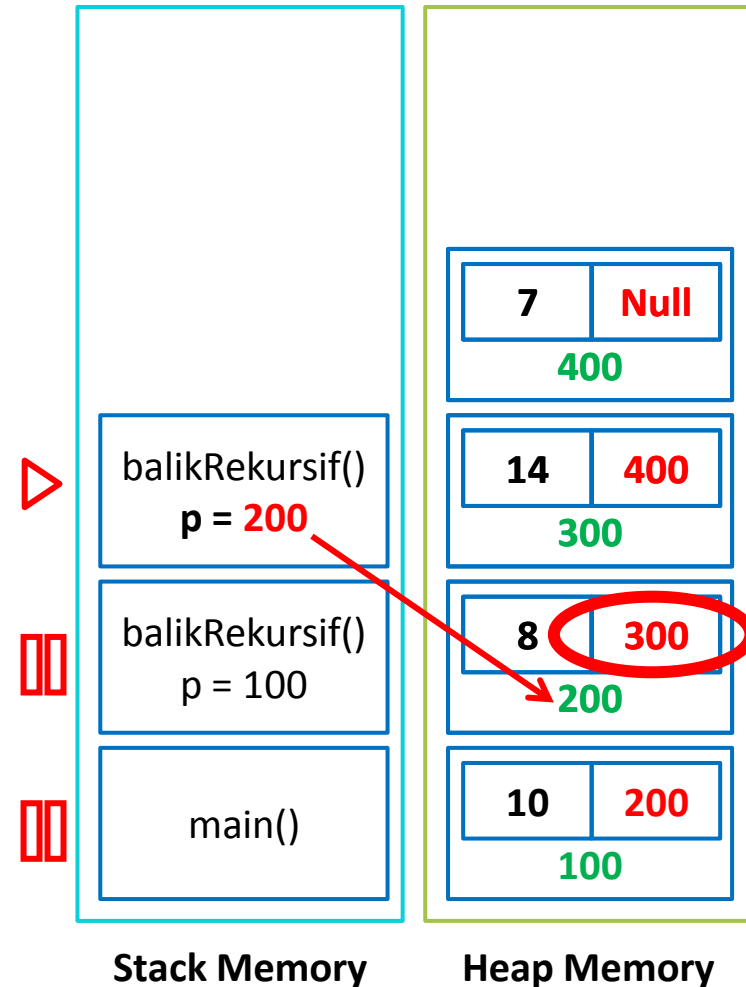 7 Null
400
balikRekursif()
p = 200
14 400
300
balikRekursif()
p = 100
8 300
200
main()
10 200
100
Stack Memory
Heap Memory